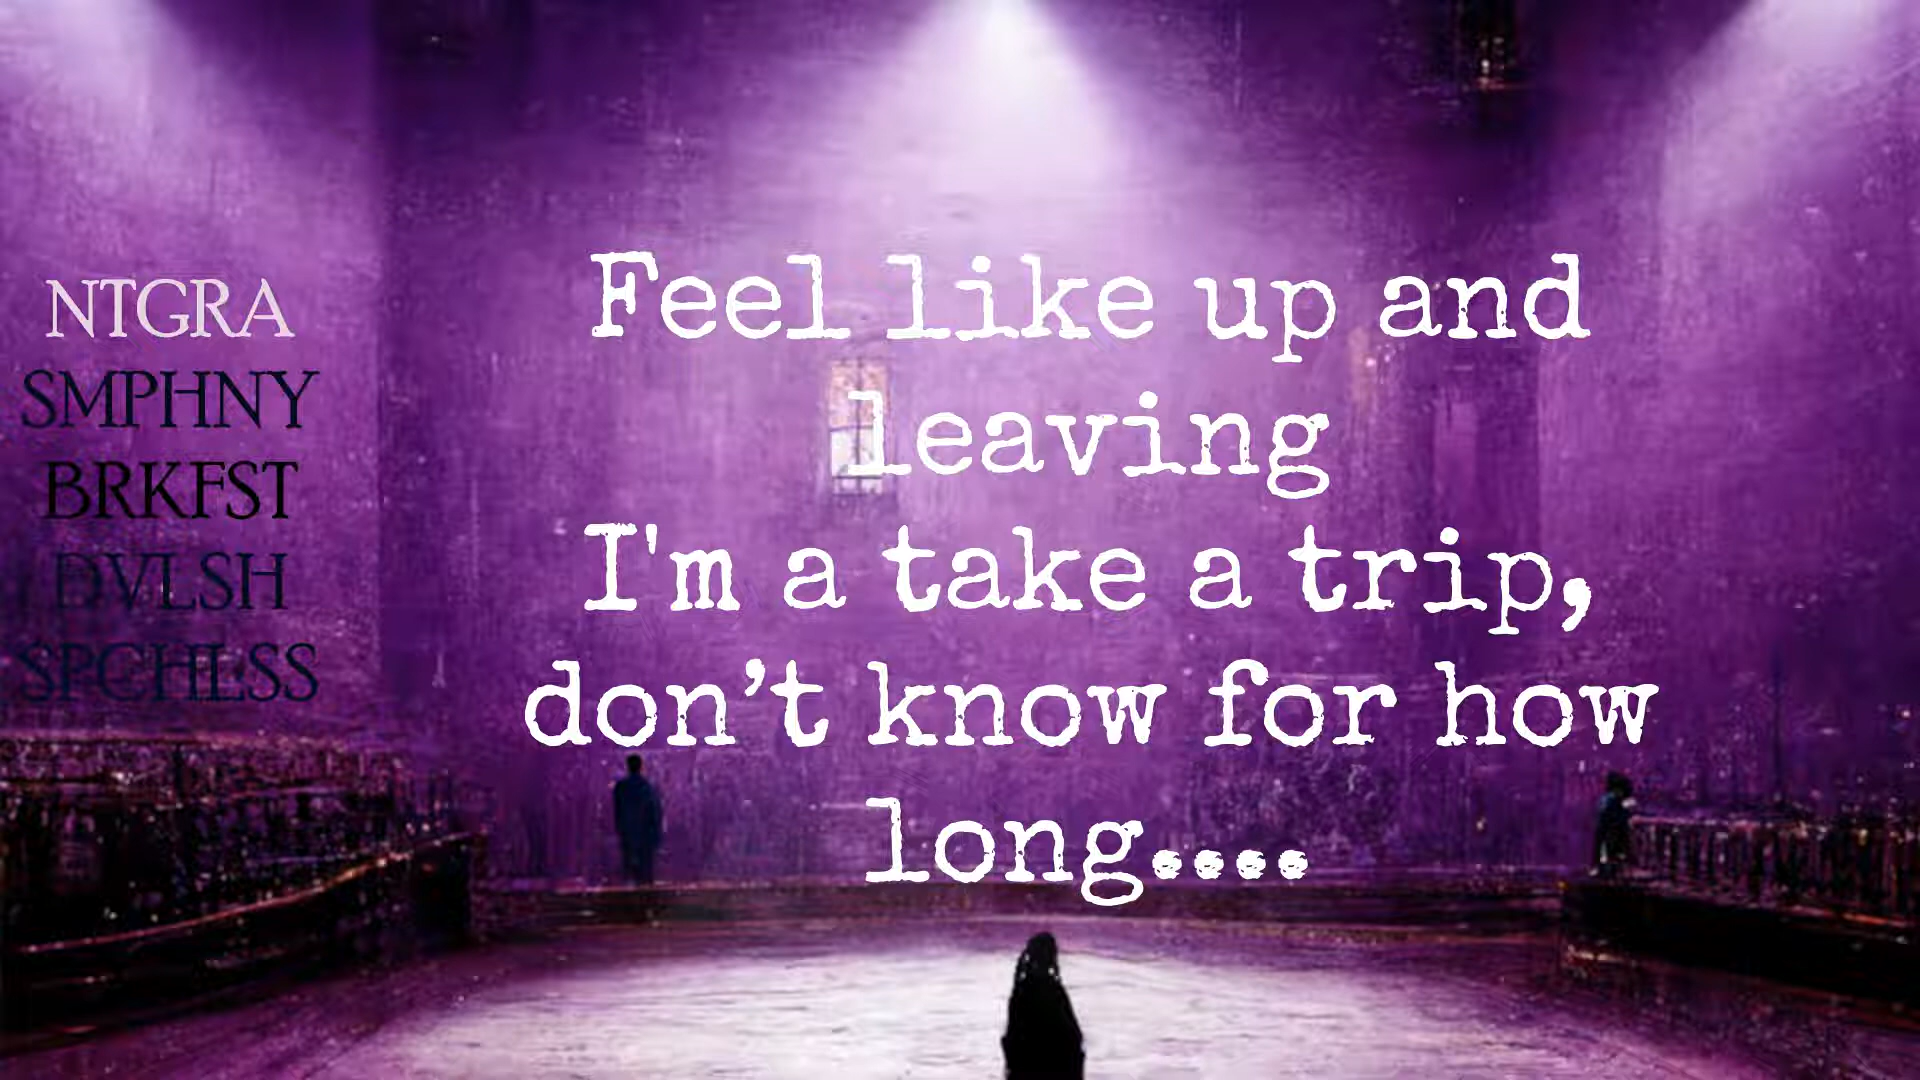 NTGRA
SMPHNY
BRKFST
DVLSH
SPCHLSS
Feel like up and
leaving
I'm a take a trip,
don’t know for how
long....